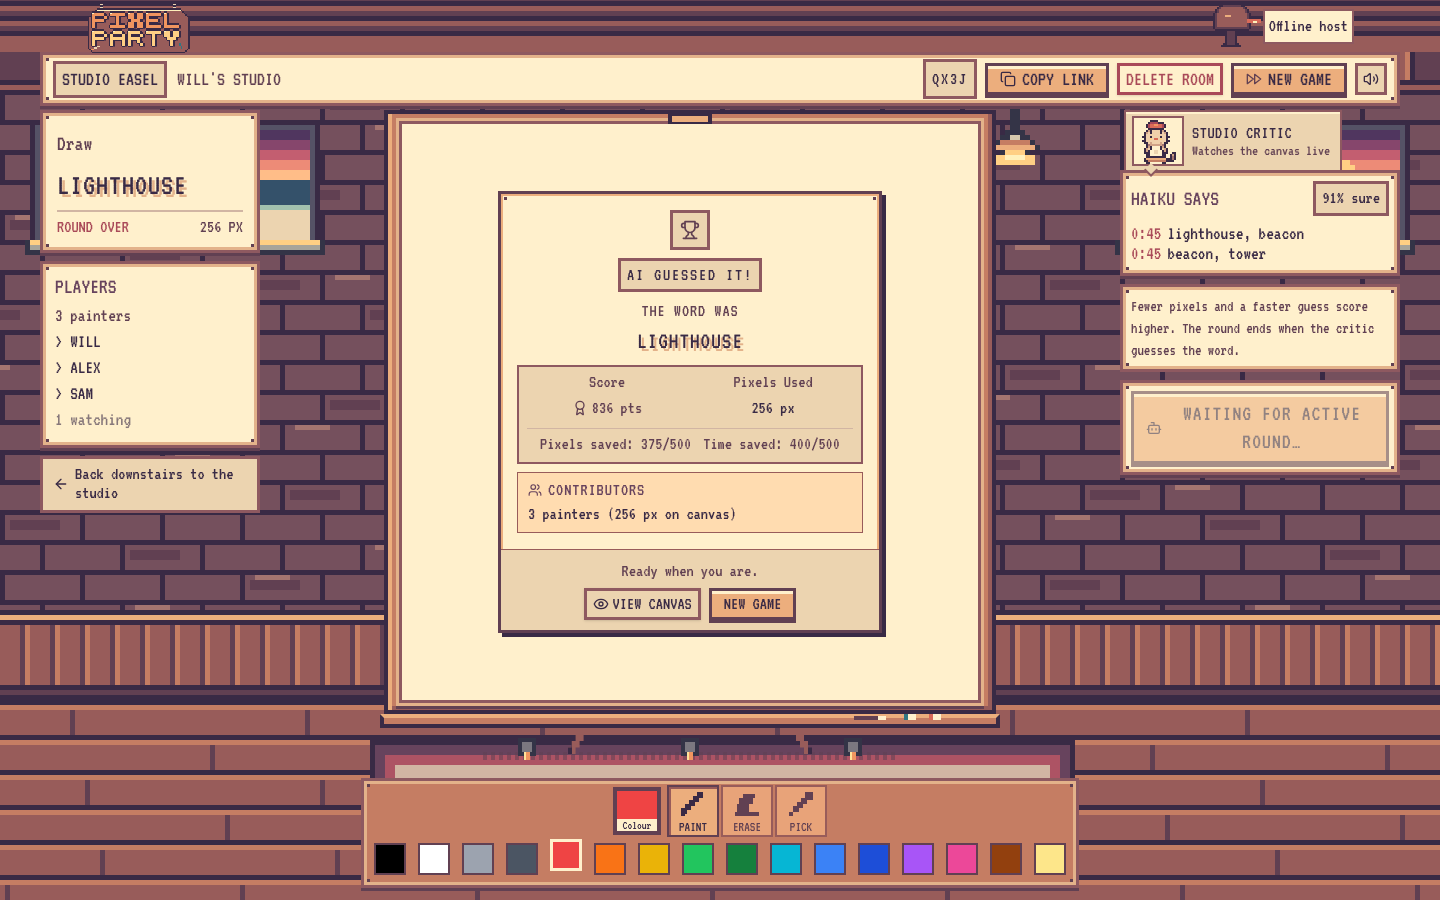 PIXEL PARTY
Offline host
STUDIO EASEL
WILL'S STUDIO
QX3J
COPY LINK
DELETE ROOM
NEW GAME
Draw
LIGHTHOUSE
ROUND OVER
256 PX
PLAYERS
3 painters
WILL
ALEX
SAM
1 watching
Back downstairs to the
studio
AI GUESSED IT!
THE WORD WAS
LIGHTHOUSE
Score
Pixels Used
836 pts
256 px
Pixels saved: 375/500
Time saved: 400/500
CONTRIBUTORS
3 painters (256 px on canvas)
Ready when you are.
VIEW CANVAS
NEW GAME
STUDIO CRITIC
Watches the canvas live
HAIKU SAYS
91% sure
0:45 lighthouse, beacon
0:45 beacon, tower
Fewer pixels and a faster guess score
higher. The round ends when the critic
guesses the word.
WAITING FOR ACTIVE
ROUND…
Colour
PAINT
ERASE
PICK